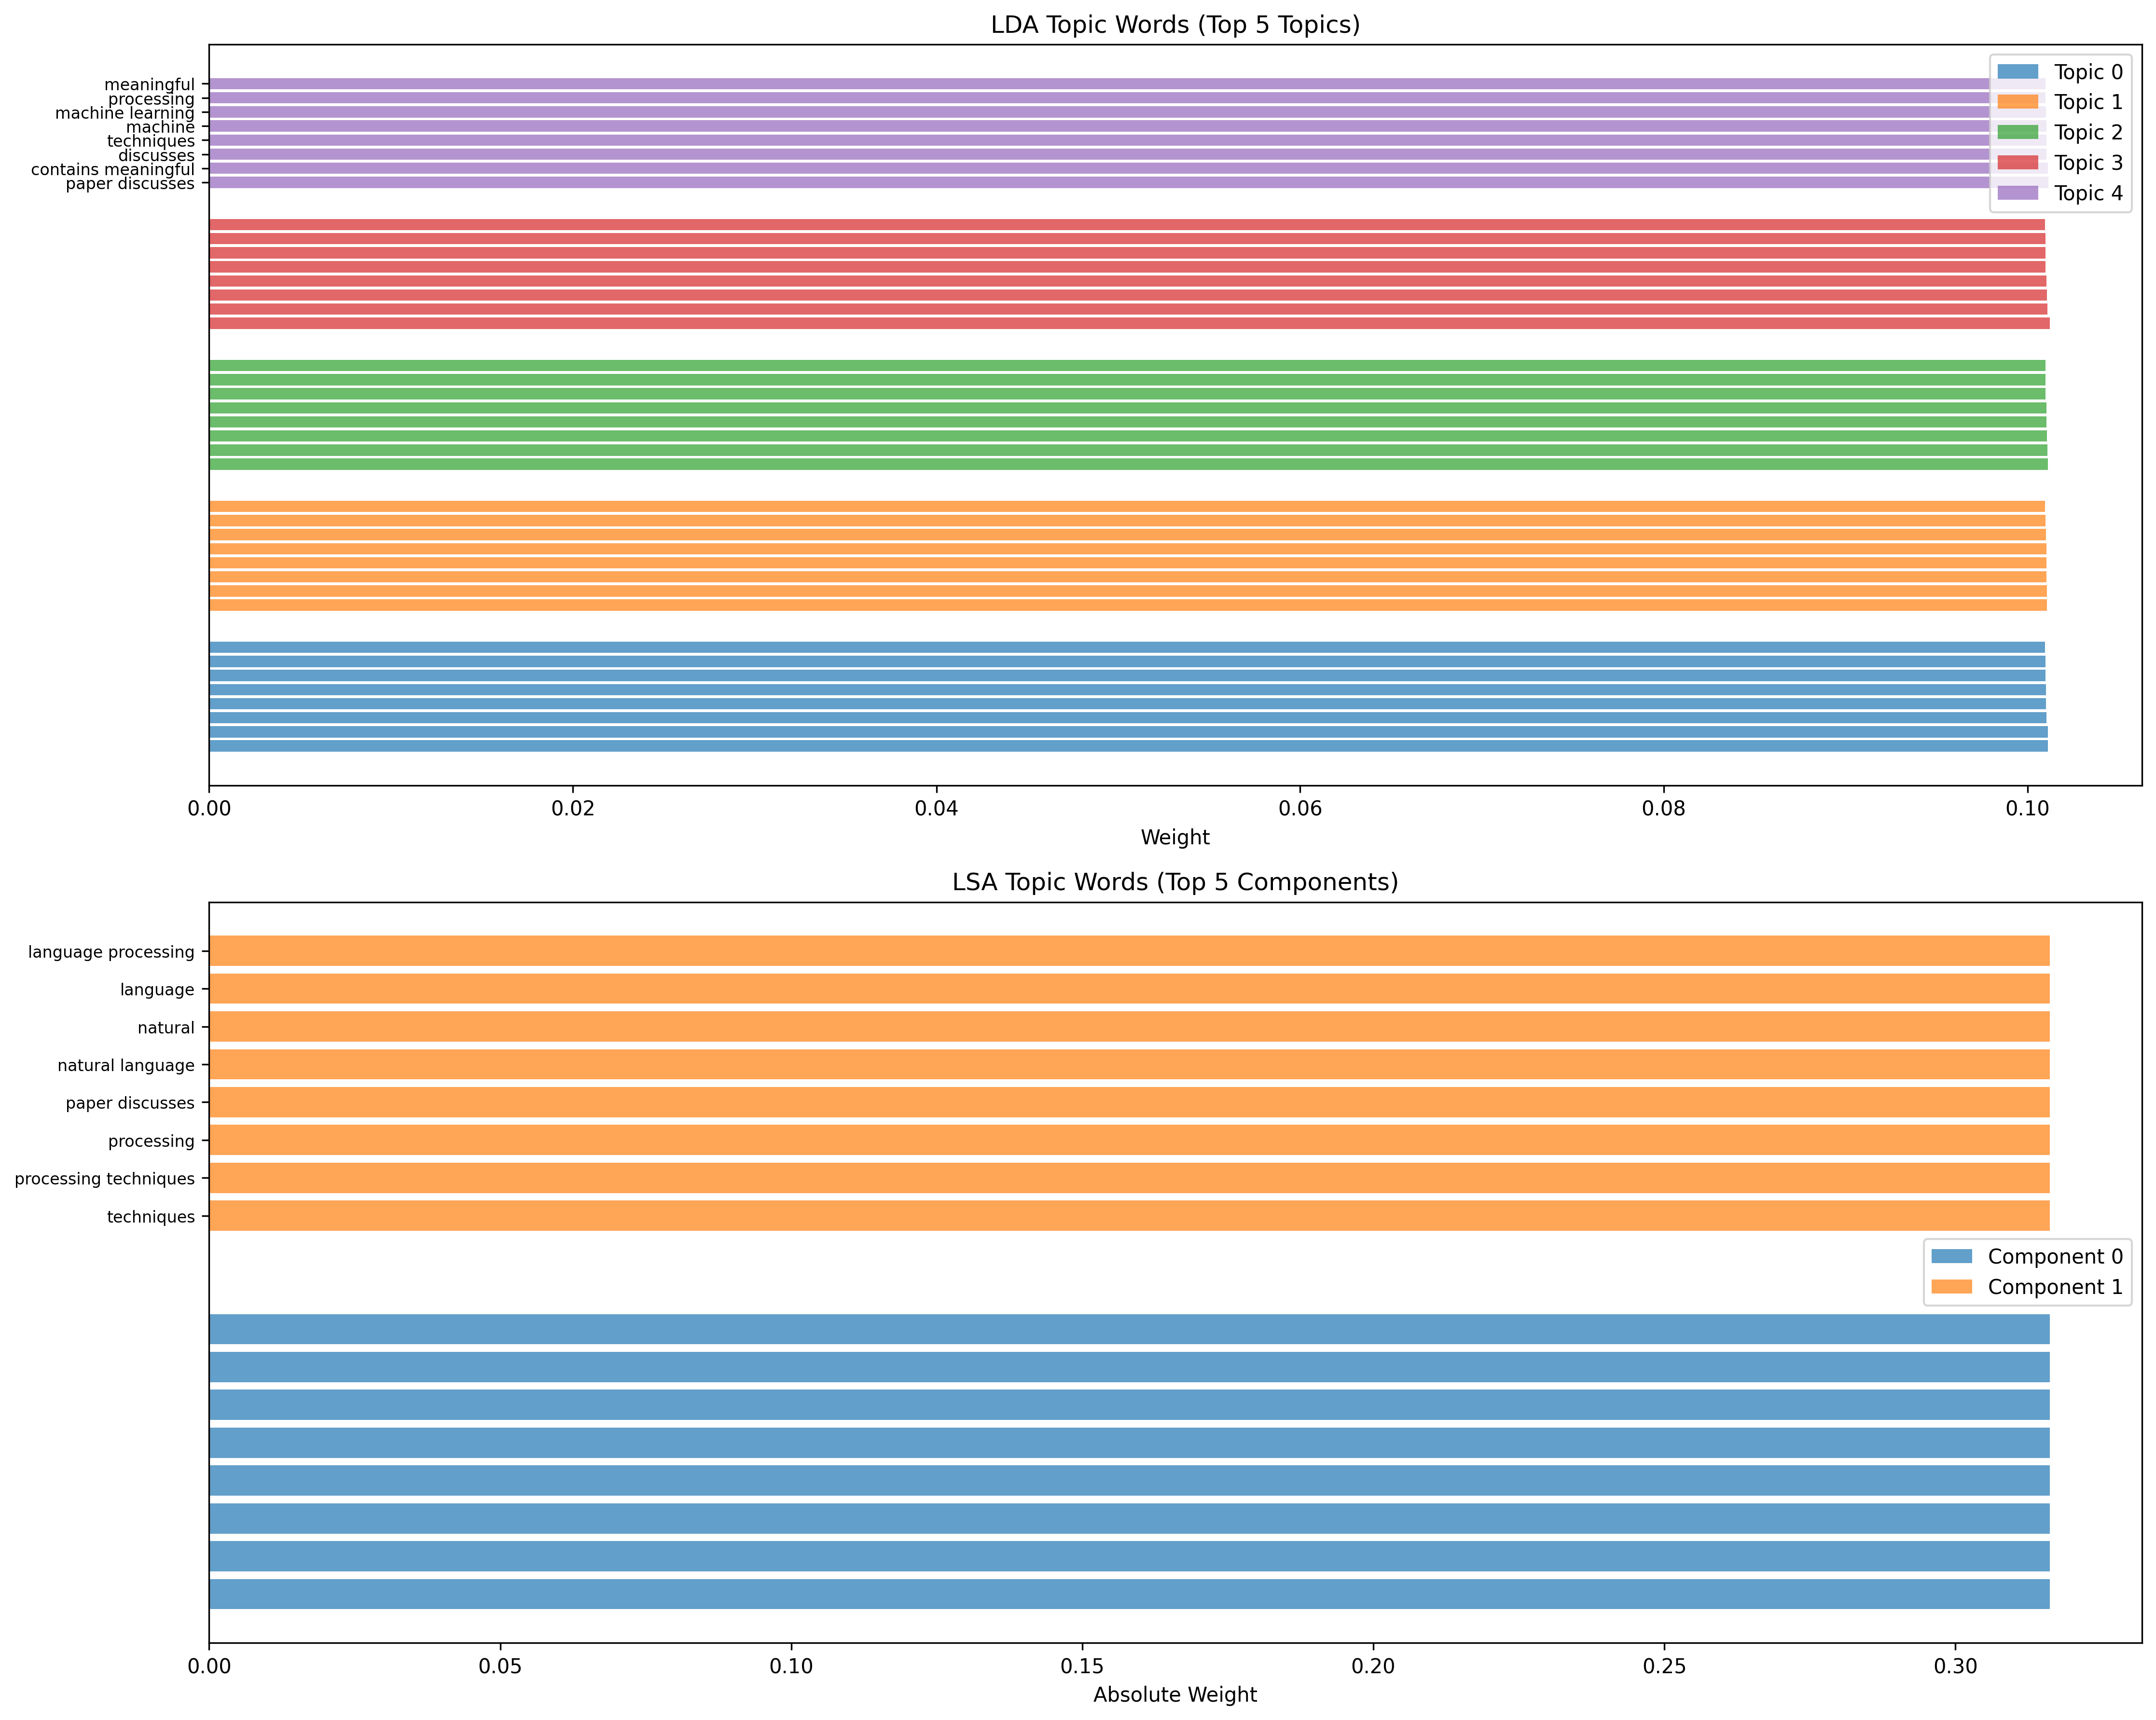 LDA Topic Words (Top 5 Topics)
meaningful
processing
machine learning
machine
techniques
discusses
contains meaningful
paper discusses
Topic 0
Topic 1
Topic 2
Topic 3
Topic 4
0.00 0.02 0.04 0.06 0.08 0.10
Weight
LSA Topic Words (Top 5 Components)
language processing
language
natural
natural language
paper discusses
processing
processing techniques
techniques
Component 0
Component 1
0.00 0.05 0.10 0.15 0.20 0.25 0.30
Absolute Weight